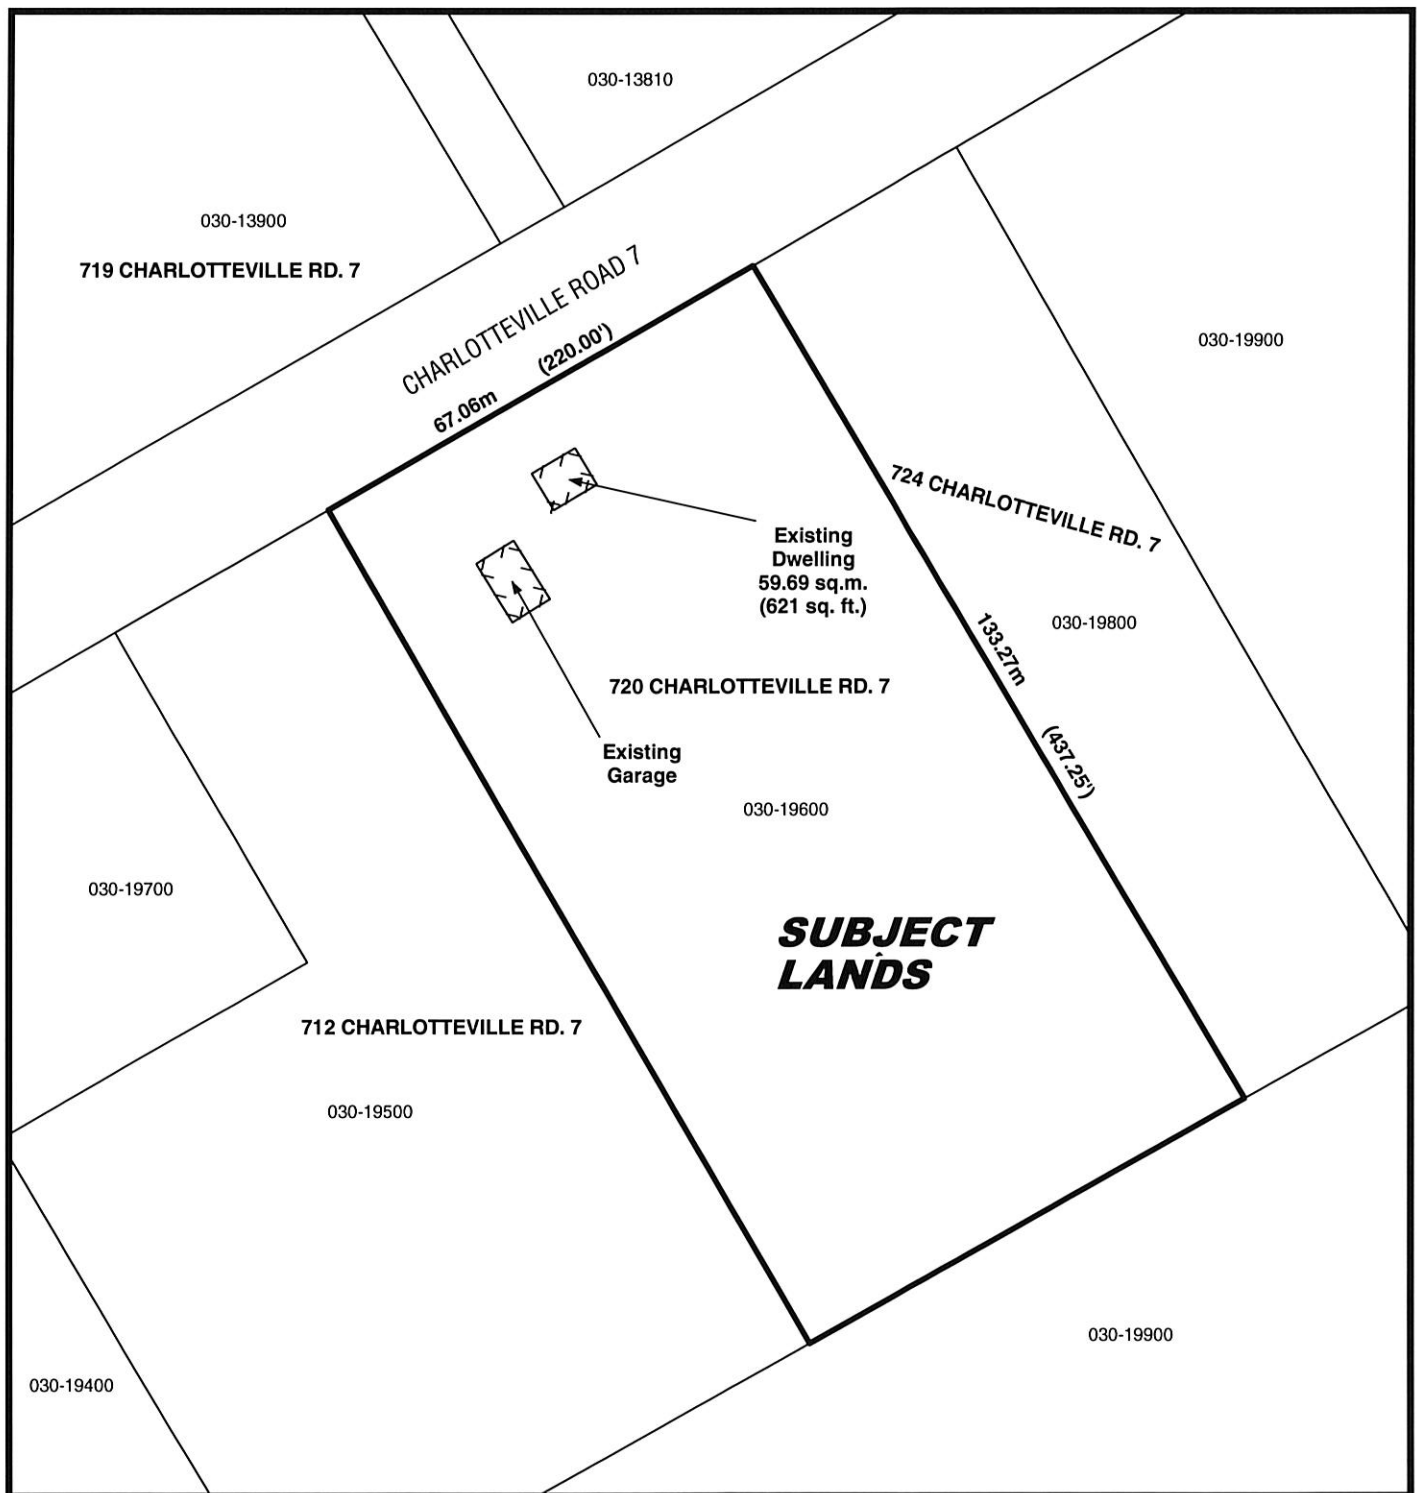 030-13810
030-13900
719 CHARLOTTEVILLE RD. 7
CHARLOTTEVILLE ROAD 7
67.06m (220.00')
030-19900
724 CHARLOTTEVILLE RD. 7
Existing
Dwelling
59.69 sq.m.
(621 sq. ft.)
030-19800
133.27m (437.25')
720 CHARLOTTEVILLE RD. 7
Existing
Garage
030-19600
030-19700
SUBJECT
LANDS
712 CHARLOTTEVILLE RD. 7
030-19500
030-19900
030-19400